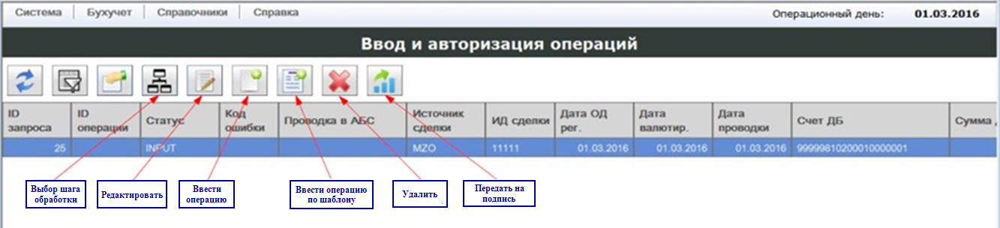 Система Бухучет Справочники Справка Операционный день: 01.03.2016
Ввод и авторизация операций
ID запроса
ID операции
Статус
Код ошибки
Проводка в АБС
Источник сделки
ИД сделки
Дата ОД рег.
Дата валютир.
Дата проводки
Счет ДБ
Сумма
25 INPUT MZO 11111 01.03.2016 01.03.2016 01.03.2016 99999810200010000001
Выбор шага
обработки
Редактировать
Ввести
операцию
Ввести операцию
по шаблону
Удалить
Передать на
подпись